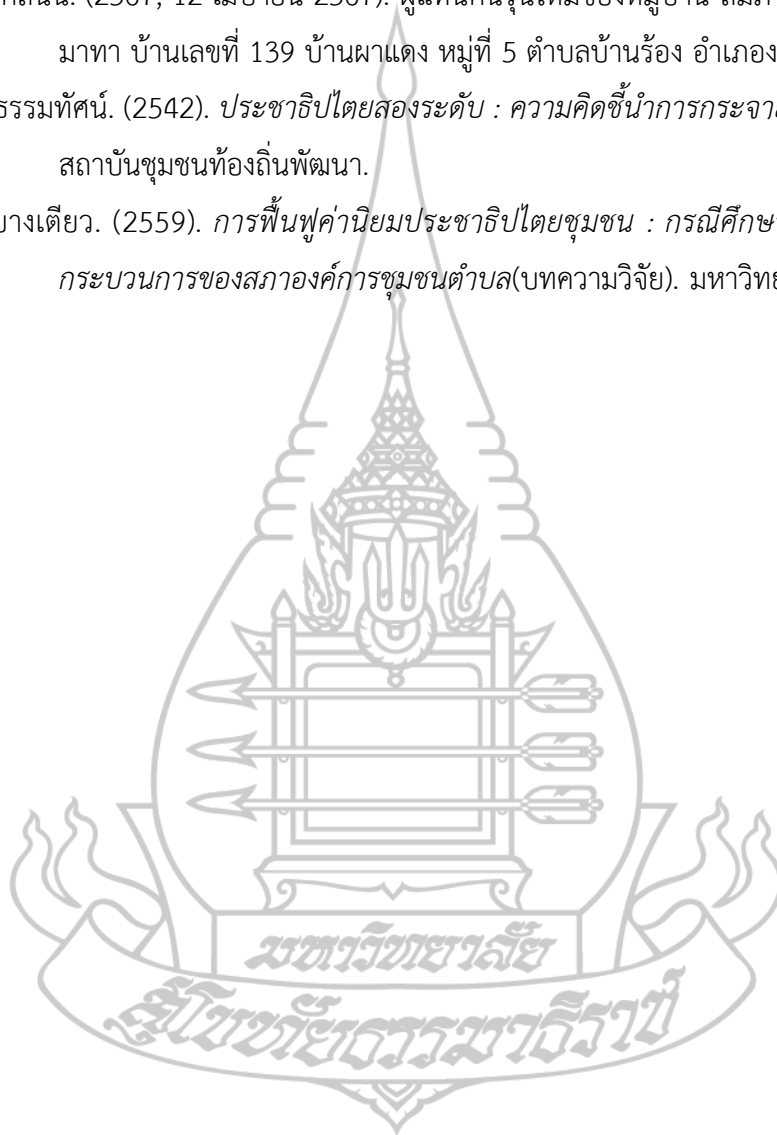 (2567, 12 เมษายน 2567).
มาทา บ้านเลขที่ 139 บ้านผาแดง หมู่ที่ 5 ตำบลบ้านร้อง อำเภอง
ธรรมทัศน์. (2542). ประชาธิปไตยสองระดับ : ความคิดชี้นำการกระจา
สถาบันชุมชนท้องถิ่นพัฒนา.
บางเตียว. (2559). การฟื้นฟูค่านิยมประชาธิปไตยชุมชน : กรณีศึกษา
กระบวนการของสภาองค์การชุมชนตำบล(บทความวิจัย). มหาวิทย
มหาวิทยาลัย
สุโขทัยธรรมาธิราช